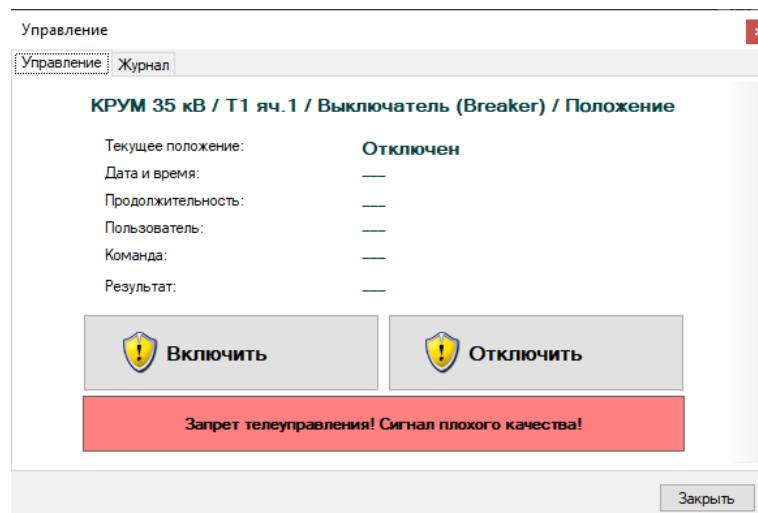 Управление
Управление Журнал
КРУМ 35 кВ / Т1 яч.1 / Выключатель (Breaker) / Положение
Текущее положение: Отключен
Дата и время: ___
Продолжительность: ___
Пользователь: ___
Команда: ___
Результат: ___
Включить Отключить
Запрет телеуправления! Сигнал плохого качества!
Закрыть